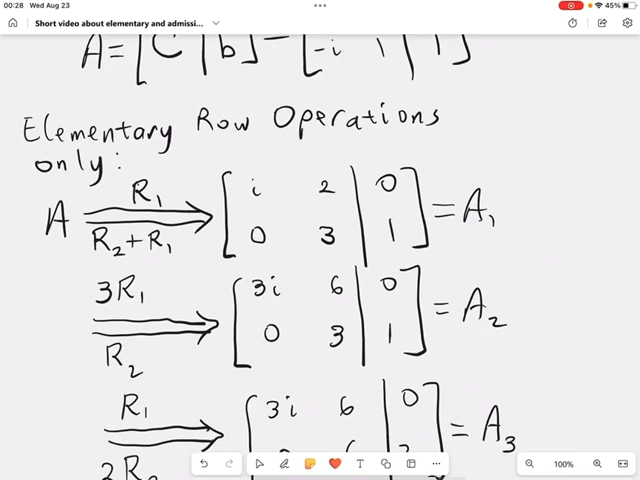 00:28 Wed Aug 23
45%
Short video about elementary and admissi...
A = [ C | b ] = [ -i 1 | 1 ]
Elementary Row Operations
only:
A R₁ R₂+R₁ [ i 2 | 0 ; 0 3 | 1 ] = A₁
3R₁ R₂ [ 3i 6 | 0 ; 0 3 | 1 ] = A₂
R₁ [ 3i 6 | 0 ] = A₃
100%